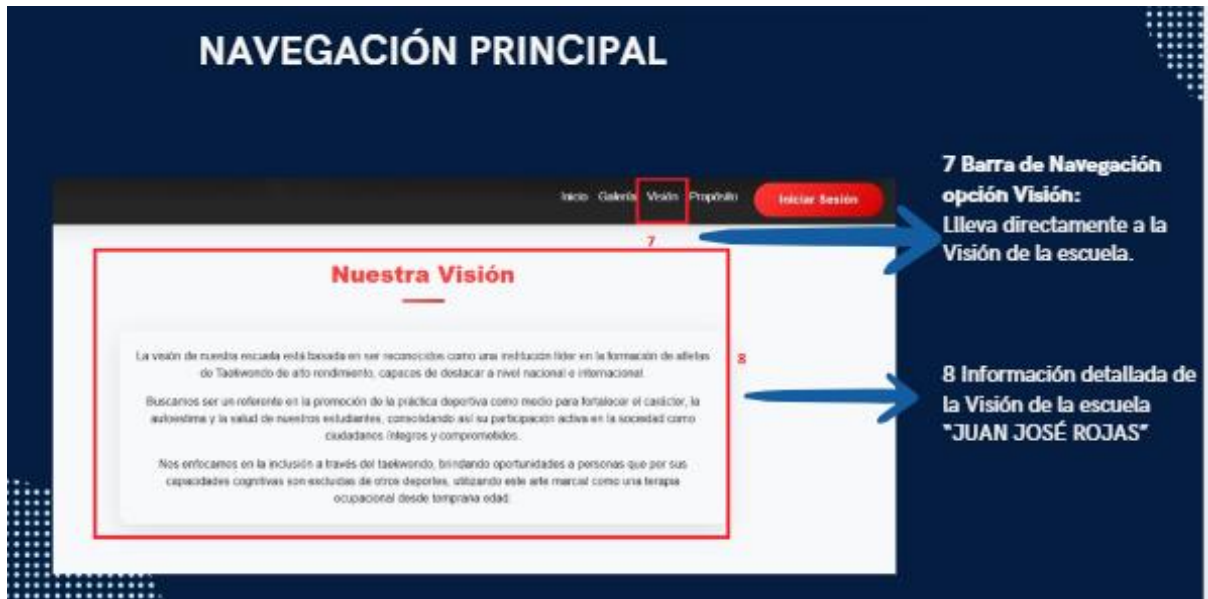 NAVEGACIÓN PRINCIPAL
Inicio Galería Visión Propósito Iniciar Sesión
7
Nuestra Visión
La visión de nuestra escuela está basada en ser reconocidos como una institución líder en la formación de atletas
de Taekwondo de alto rendimiento, capaces de destacar a nivel nacional e internacional.
Buscamos ser un referente en la promoción de la práctica deportiva como medio para fortalecer el carácter, la
autoestima y la salud de nuestros estudiantes, consolidando así su participación activa en la sociedad como
ciudadanos íntegros y comprometidos.
Nos enfocamos en la inclusión a través del taekwondo, brindando oportunidades a personas que por sus
capacidades cognitivas son excluidas de otros deportes, utilizando este arte marcial como una terapia
ocupacional desde temprana edad.
8
7 Barra de Navegación
opción Visión:
Llleva directamente a la
Visión de la escuela.
8 Información detallada de
la Visión de la escuela
"JUAN JOSÉ ROJAS"